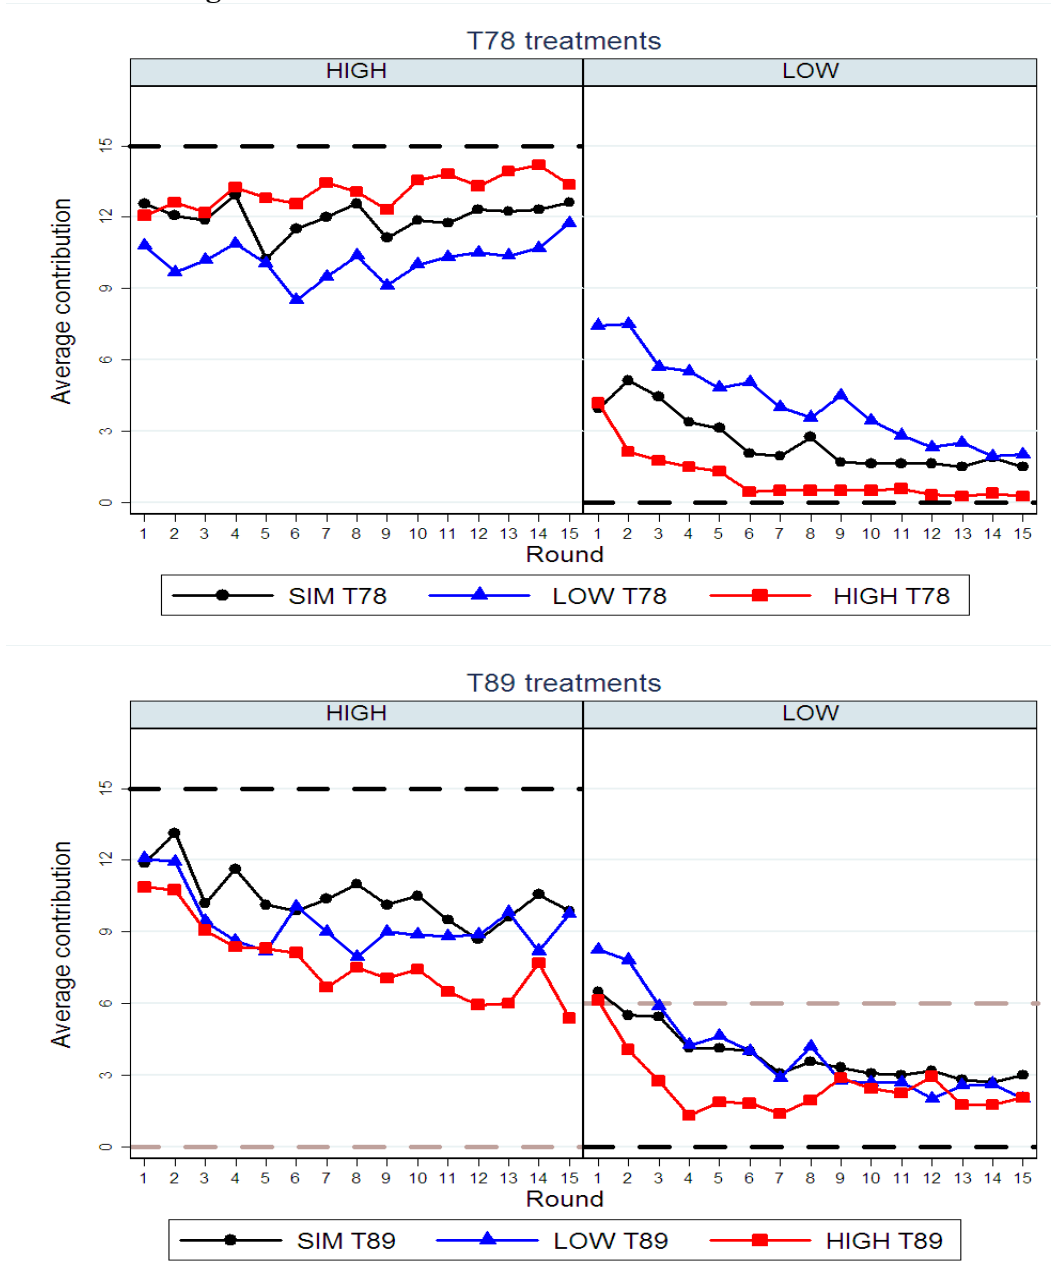 T78 treatments
HIGH LOW
Average contribution
15
12
9
6
3
0
1 2 3 4 5 6 7 8 9 10 11 12 13 14 15 1 2 3 4 5 6 7 8 9 10 11 12 13 14 15
Round
SIM T78 LOW T78 HIGH T78
T89 treatments
HIGH LOW
Average contribution
15
12
9
6
3
0
1 2 3 4 5 6 7 8 9 10 11 12 13 14 15 1 2 3 4 5 6 7 8 9 10 11 12 13 14 15
Round
SIM T89 LOW T89 HIGH T89